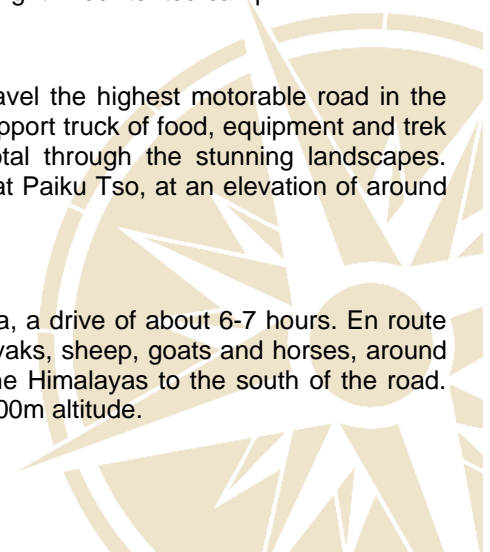 avel the highest motorable road in the
pport truck of food, equipment and trek
otal through the stunning landscapes.
at Paiku Tso, at an elevation of around
a, a drive of about 6-7 hours. En route
yaks, sheep, goats and horses, around
ne Himalayas to the south of the road.
00m altitude.